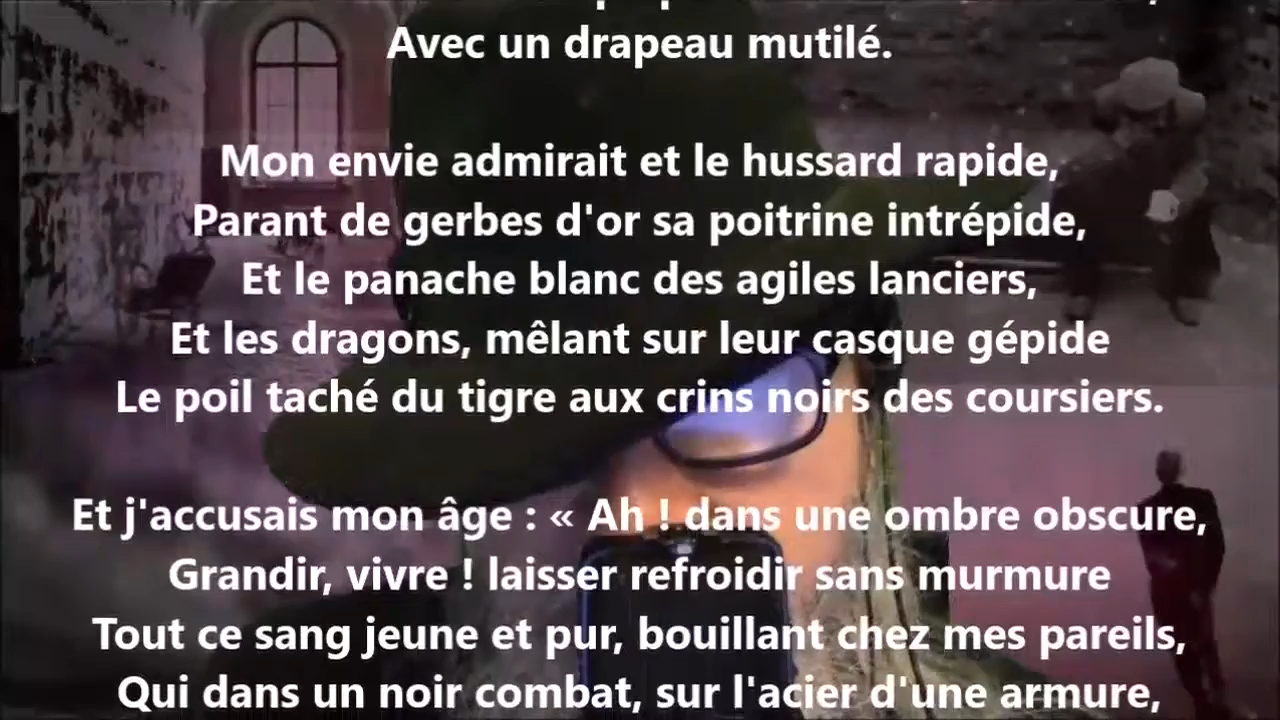 Avec un drapeau mutilé.
Mon envie admirait et le hussard rapide,
Parant de gerbes d'or sa poitrine intrépide,
Et le panache blanc des agiles lanciers,
Et les dragons, mêlant sur leur casque gépide
Le poil taché du tigre aux crins noirs des coursiers.
Et j'accusais mon âge : « Ah ! dans une ombre obscure,
Grandir, vivre ! laisser refroidir sans murmure
Tout ce sang jeune et pur, bouillant chez mes pareils,
Qui dans un noir combat, sur l'acier d'une armure,